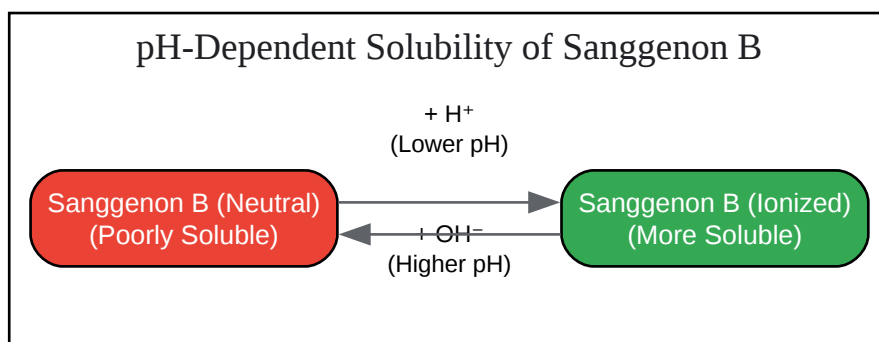 pH-Dependent Solubility of Sanggenon B
+ H⁺
(Lower pH)
Sanggenon B (Neutral)
(Poorly Soluble)
Sanggenon B (Ionized)
(More Soluble)
+ OH⁻
(Higher pH)